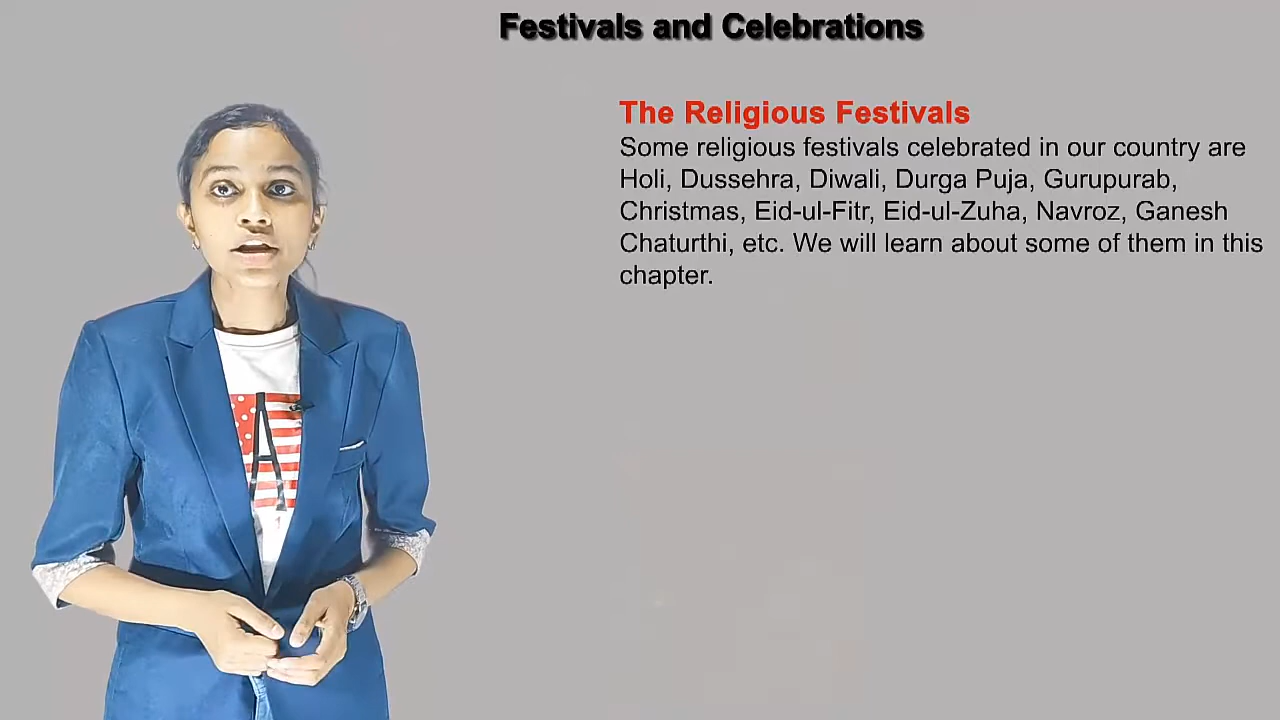 Festivals and Celebrations
The Religious Festivals
Some religious festivals celebrated in our country are
Holi, Dussehra, Diwali, Durga Puja, Gurupurab,
Christmas, Eid-ul-Fitr, Eid-ul-Zuha, Navroz, Ganesh
Chaturthi, etc. We will learn about some of them in this
chapter.
A